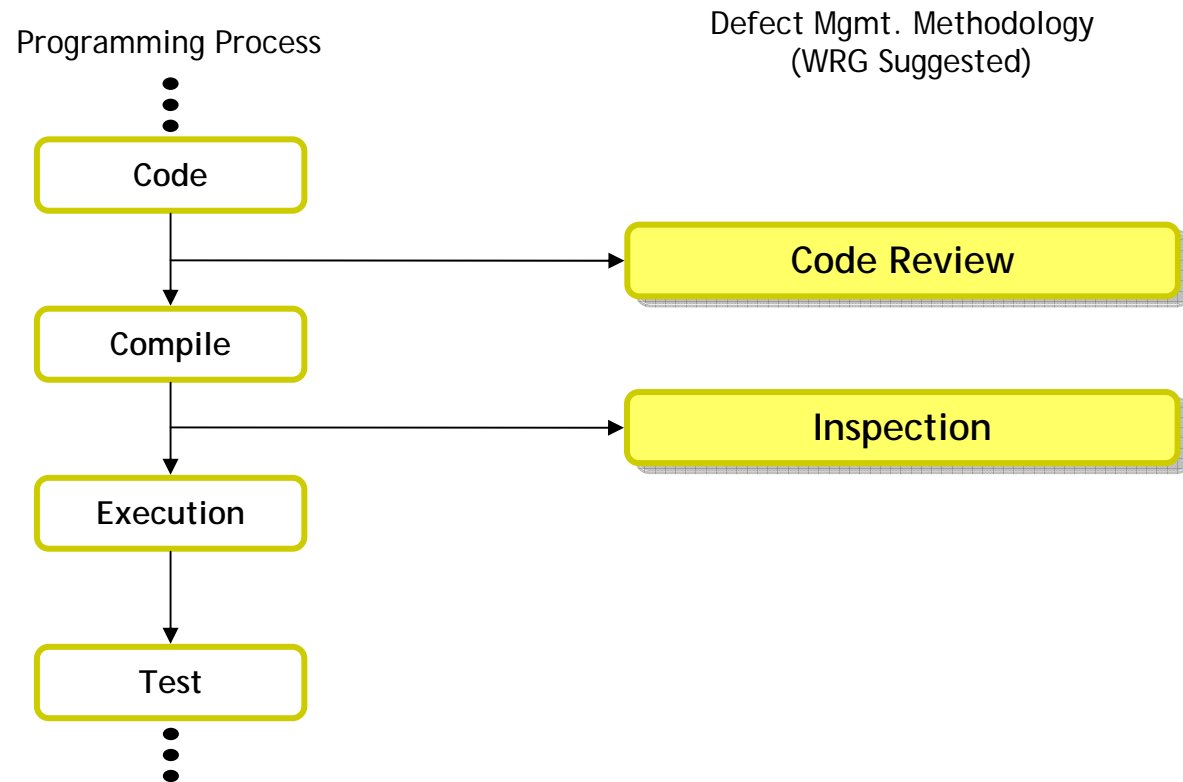 Programming Process
Defect Mgmt. Methodology
(WRG Suggested)
Code
Code Review
Compile
Inspection
Execution
Test